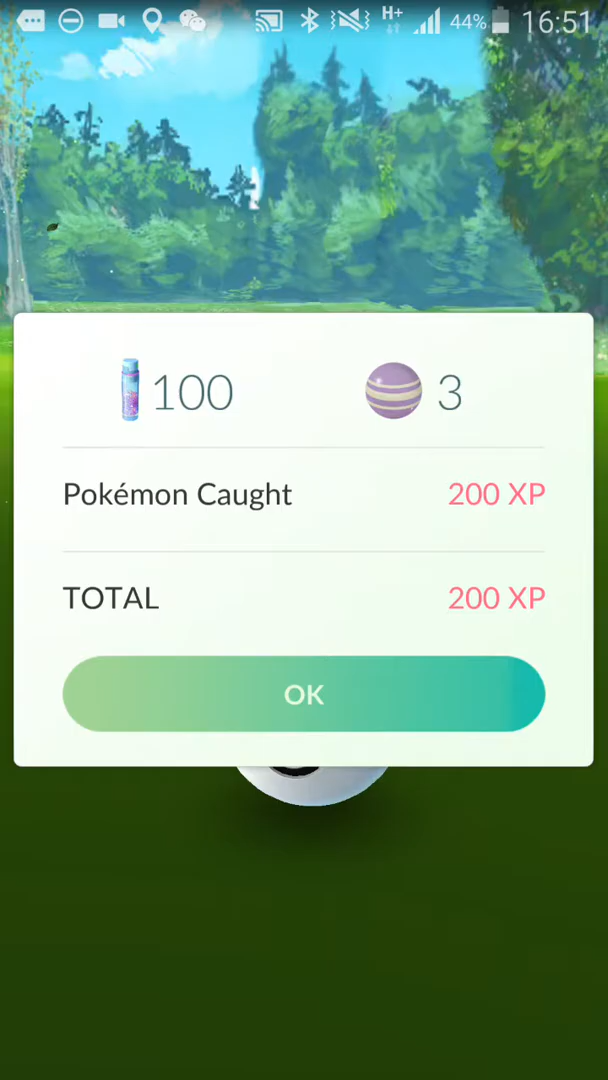 H+ 44% 16:51
100 3
Pokémon Caught 200 XP
TOTAL 200 XP
OK